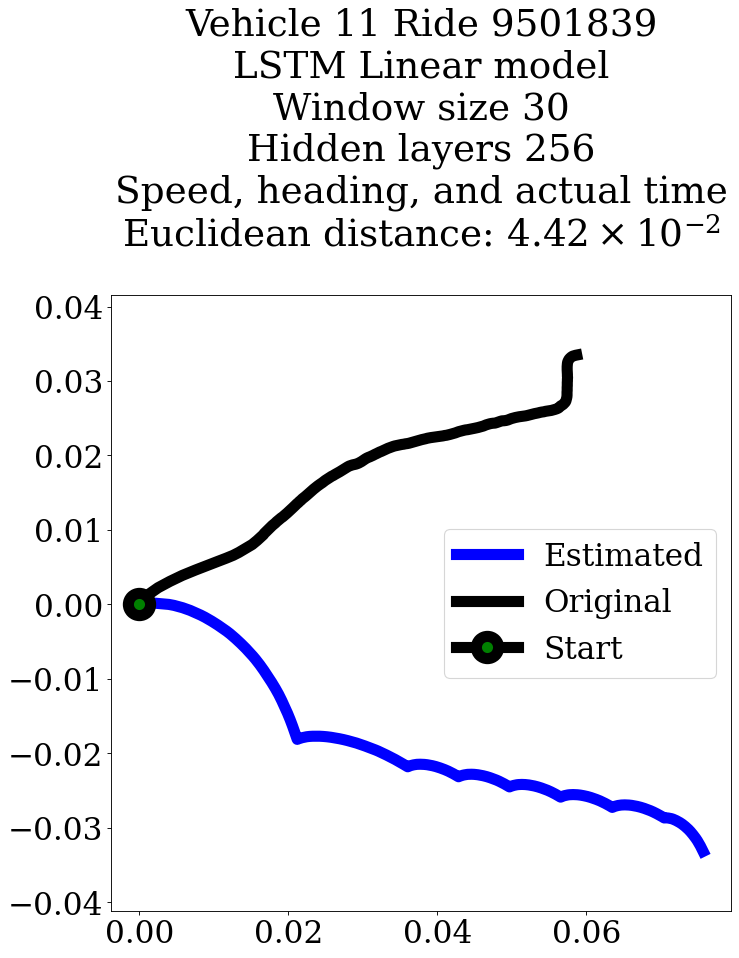 Vehicle 11 Ride 9501839
LSTM Linear model
Window size 30
Hidden layers 256
Speed, heading, and actual time
Euclidean distance: 4.42 × 10⁻²
0.04
0.03
0.02
0.01
0.00
−0.01
−0.02
−0.03
−0.04
Estimated
Original
Start
0.00 0.02 0.04 0.06